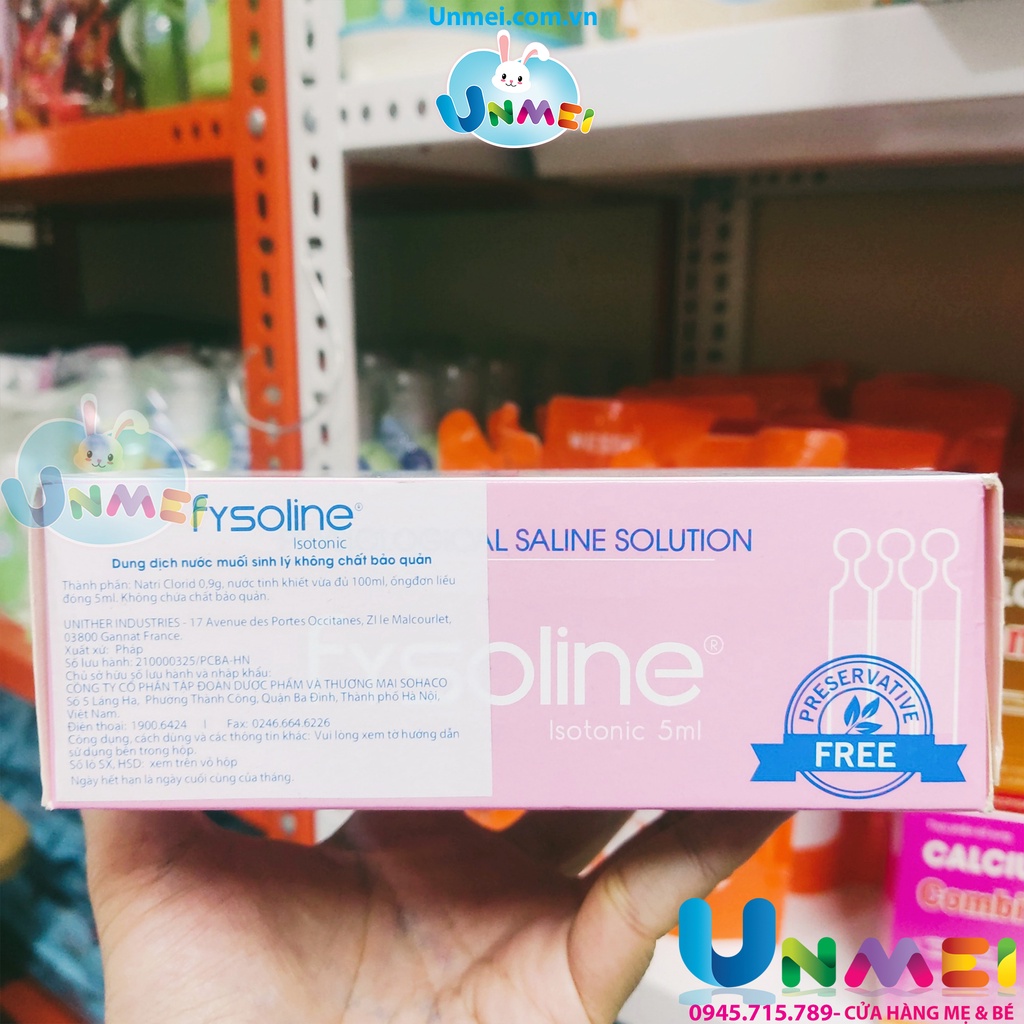 Unmei.com.vn
UNMEI
UNMEI
fysoline®
Isotonic
Dung dịch nước muối sinh lý không chất bảo quản
Thành phần: Natri Clorid 0,9g, nước tinh khiết vừa đủ 100ml, ống đơn liều
đóng 5ml. Không chứa chất bảo quản.
UNITHER INDUSTRIES - 17 Avenue des Portes Occitanes, ZI le Malcourlet,
03800 Gannat France.
Xuất xứ: Pháp
Số lưu hành: 210000325/PCBA-HN
Chủ sở hữu số lưu hành và nhập khẩu:
CÔNG TY CỔ PHẦN TẬP ĐOÀN DƯỢC PHẨM VÀ THƯƠNG MẠI SOHACO
Số 5 Láng Hạ, Phường Thành Công, Quận Ba Đình, Thành phố Hà Nội,
Việt Nam.
Điện thoại: 1900.6424 | Fax: 0246.664.6226
Công dụng, cách dùng và các thông tin khác: Vui lòng xem tờ hướng dẫn
sử dụng bên trong hộp.
Số lô SX, HSD: xem trên vỏ hộp
Ngày hết hạn là ngày cuối cùng của tháng.
AL SALINE SOLUTION
fysoline®
Isotonic 5ml
PRESERVATIVE
FREE
CALCIU
Combi
UNMEI
0945.715.789- CỬA HÀNG MẸ & BÉ